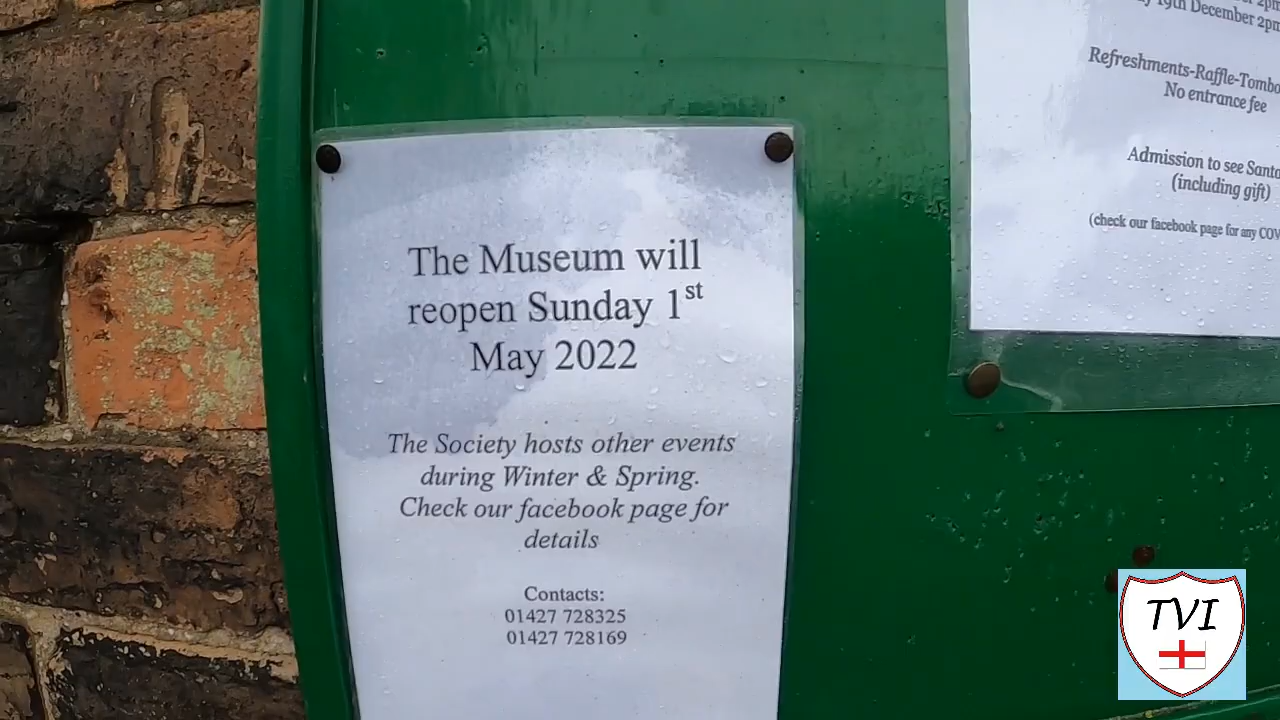 The Museum will
reopen Sunday 1st
May 2022
The Society hosts other events
during Winter & Spring.
Check our facebook page for
details
Contacts:
01427 728325
01427 728169
19th December 2pm
Refreshments-Raffle-Tombo
No entrance fee
Admission to see Santa
(including gift)
(check our facebook page for any COV
TVI